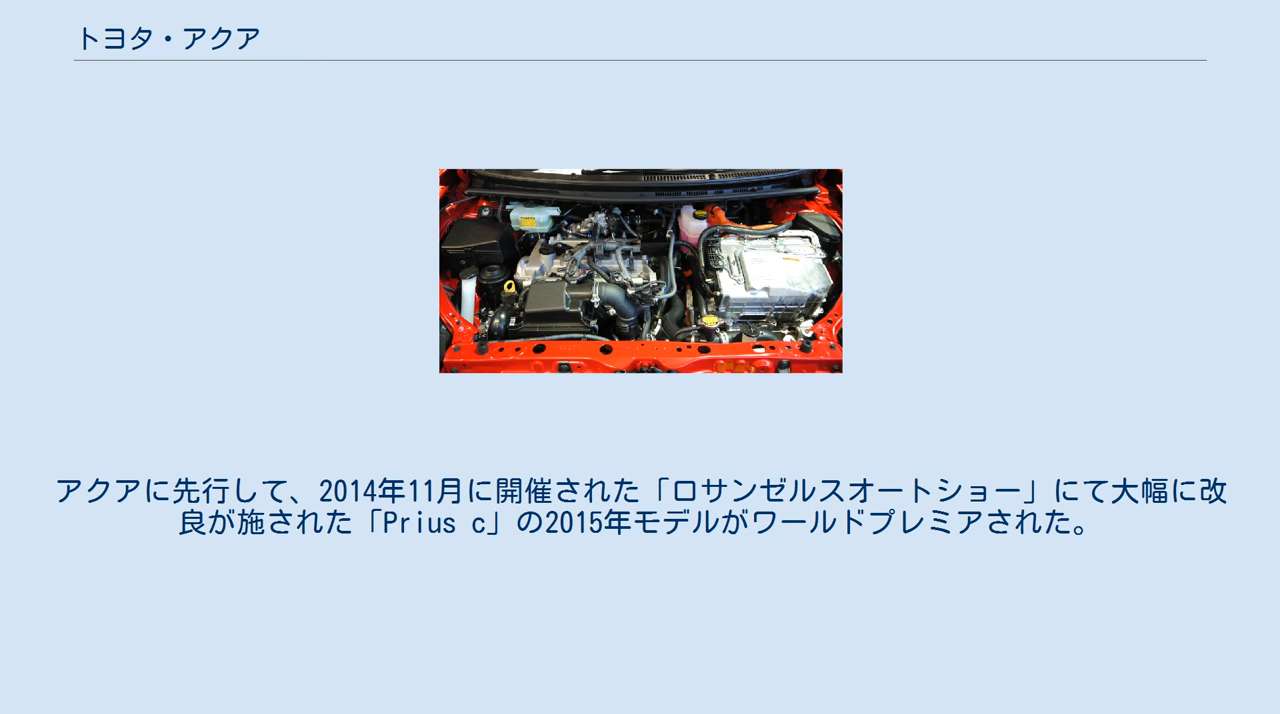 トヨタ・アクア
アクアに先行して、2014年11月に開催された「ロサンゼルスオートショー」にて大幅に改
良が施された「Prius c」の2015年モデルがワールドプレミアされた。